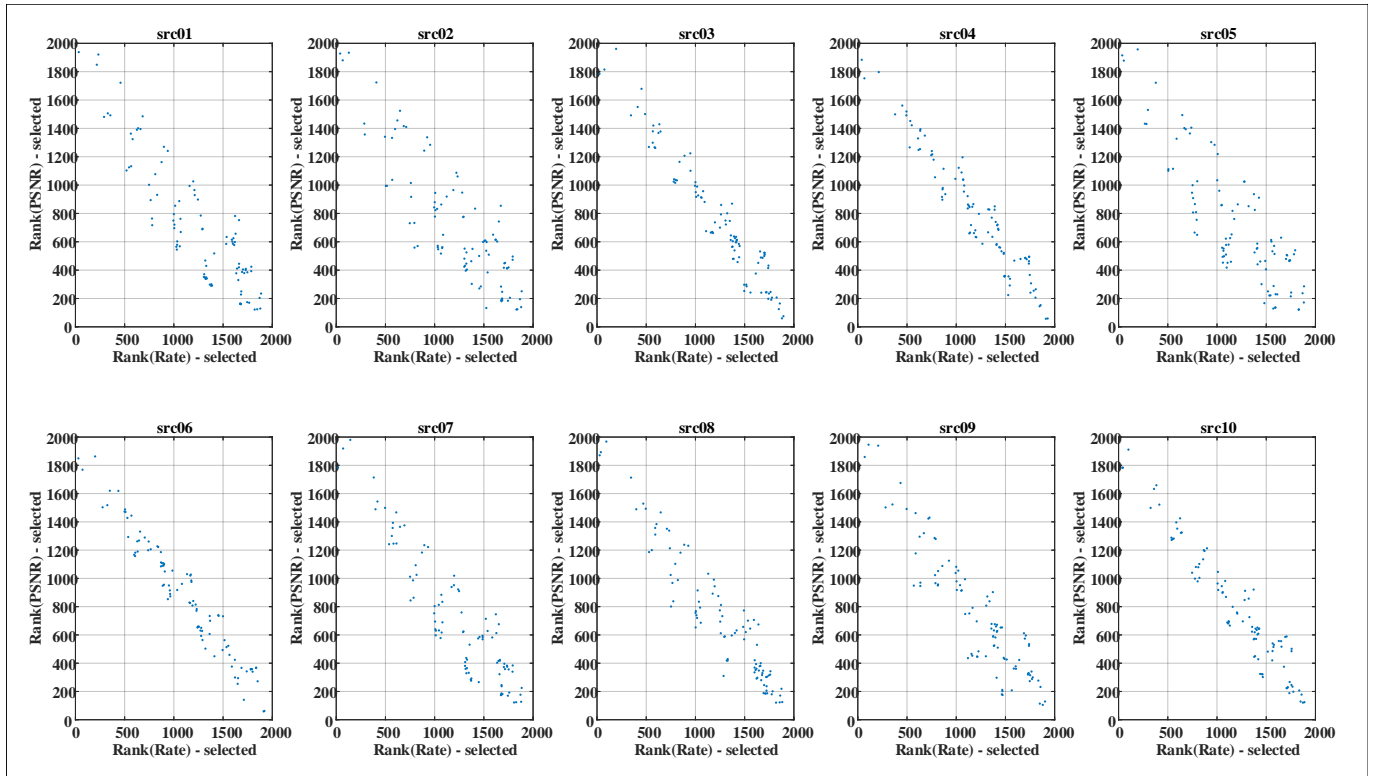 src01 src02 src03 src04 src05
2000 2000 2000 2000 2000
1800 1800 1800 1800 1800
1600 1600 1600 1600 1600
1400 1400 1400 1400 1400
1200 1200 1200 1200 1200
1000 1000 1000 1000 1000
800 800 800 800 800
600 600 600 600 600
400 400 400 400 400
200 200 200 200 200
0 0 0 0 0
Rank(PSNR) - selected Rank(PSNR) - selected Rank(PSNR) - selected Rank(PSNR) - selected Rank(PSNR) - selected
0 500 1000 1500 2000 0 500 1000 1500 2000 0 500 1000 1500 2000 0 500 1000 1500 2000 0 500 1000 1500 2000
Rank(Rate) - selected Rank(Rate) - selected Rank(Rate) - selected Rank(Rate) - selected Rank(Rate) - selected
src06 src07 src08 src09 src10
2000 2000 2000 2000 2000
1800 1800 1800 1800 1800
1600 1600 1600 1600 1600
1400 1400 1400 1400 1400
1200 1200 1200 1200 1200
1000 1000 1000 1000 1000
800 800 800 800 800
600 600 600 600 600
400 400 400 400 400
200 200 200 200 200
0 0 0 0 0
Rank(PSNR) - selected Rank(PSNR) - selected Rank(PSNR) - selected Rank(PSNR) - selected Rank(PSNR) - selected
0 500 1000 1500 2000 0 500 1000 1500 2000 0 500 1000 1500 2000 0 500 1000 1500 2000 0 500 1000 1500 2000
Rank(Rate) - selected Rank(Rate) - selected Rank(Rate) - selected Rank(Rate) - selected Rank(Rate) - selected